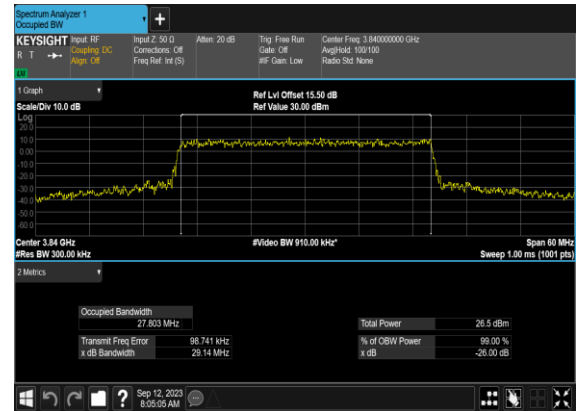 Spectrum Analyzer 1
Occupied BW
+
KEYSIGHT Input: RF Input Z: 50 Ω Atten: 20 dB Trig: Free Run Center Freq: 3.840000000 GHz
R T Coupling: DC Corrections: Off Gate: Off Avg|Hold: 100/100
Align: Off Freq Ref: Int (S) #IF Gain: Low Radio Std: None
1 Graph
Ref Lvl Offset 15.50 dB
Scale/Div 10.0 dB Ref Value 30.00 dBm
Log
20.0
10.0
0.00
-10.0
-20.0
-30.0
-40.0
-50.0
-60.0
Center 3.84 GHz #Video BW 910.00 kHz* Span 60 MHz
#Res BW 300.00 kHz Sweep 1.00 ms (1001 pts)
2 Metrics
Occupied Bandwidth
27.803 MHz Total Power 26.5 dBm
Transmit Freq Error 98.741 kHz % of OBW Power 99.00 %
x dB Bandwidth 29.14 MHz x dB -26.00 dB
? Sep 12, 2023
8:05:05 AM